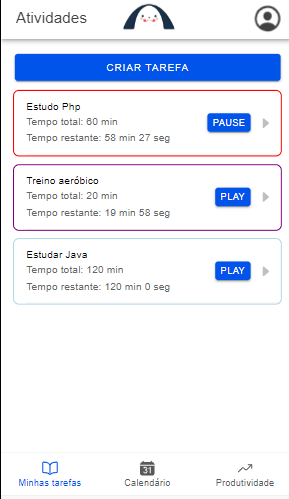 Atividades
CRIAR TAREFA
Estudo Php
Tempo total: 60 min
PAUSE
Tempo restante: 58 min 27 seg
Treino aeróbico
Tempo total: 20 min
PLAY
Tempo restante: 19 min 58 seg
Estudar Java
Tempo total: 120 min
PLAY
Tempo restante: 120 min 0 seg
31
Minhas tarefas
Calendário
Produtividade